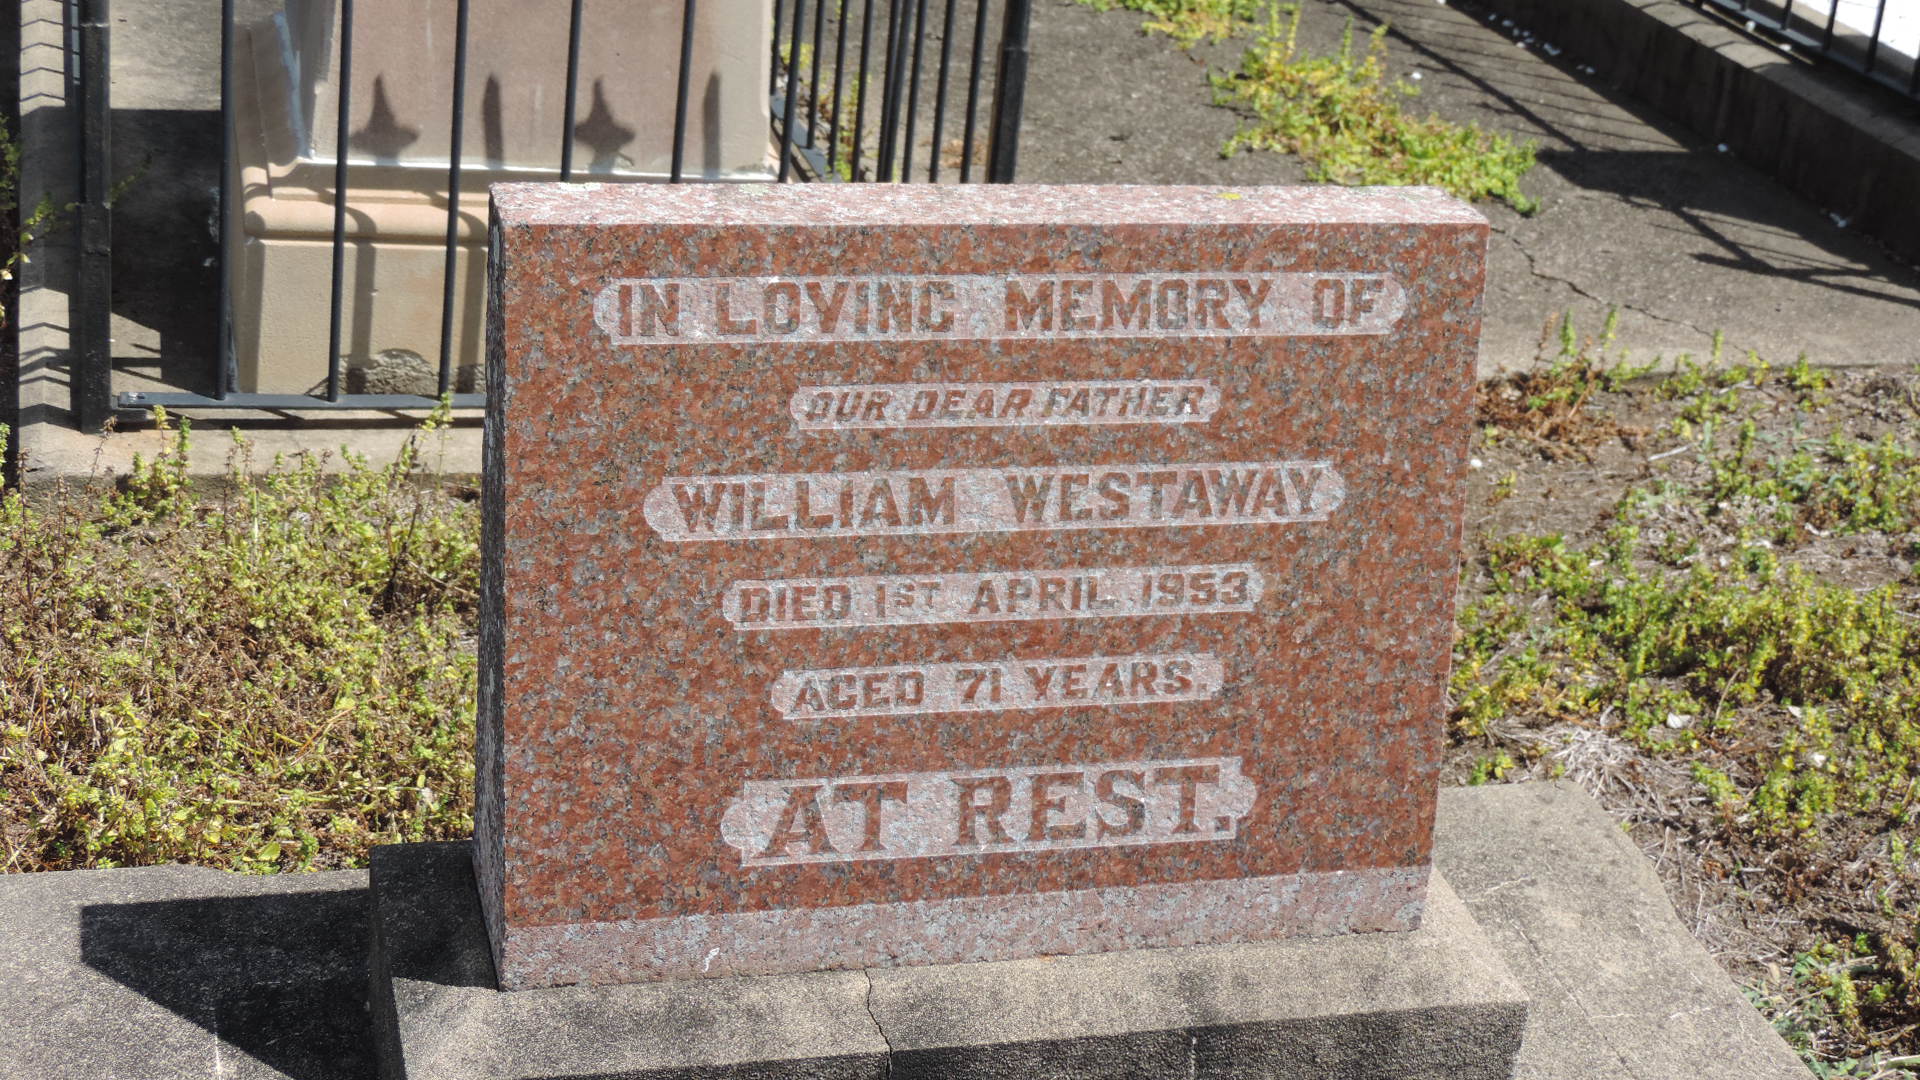 IN LOVING MEMORY OF
OUR DEAR FATHER
WILLIAM WESTAWAY
DIED 1ST APRIL 1953
AGED 71 YEARS.
AT REST.